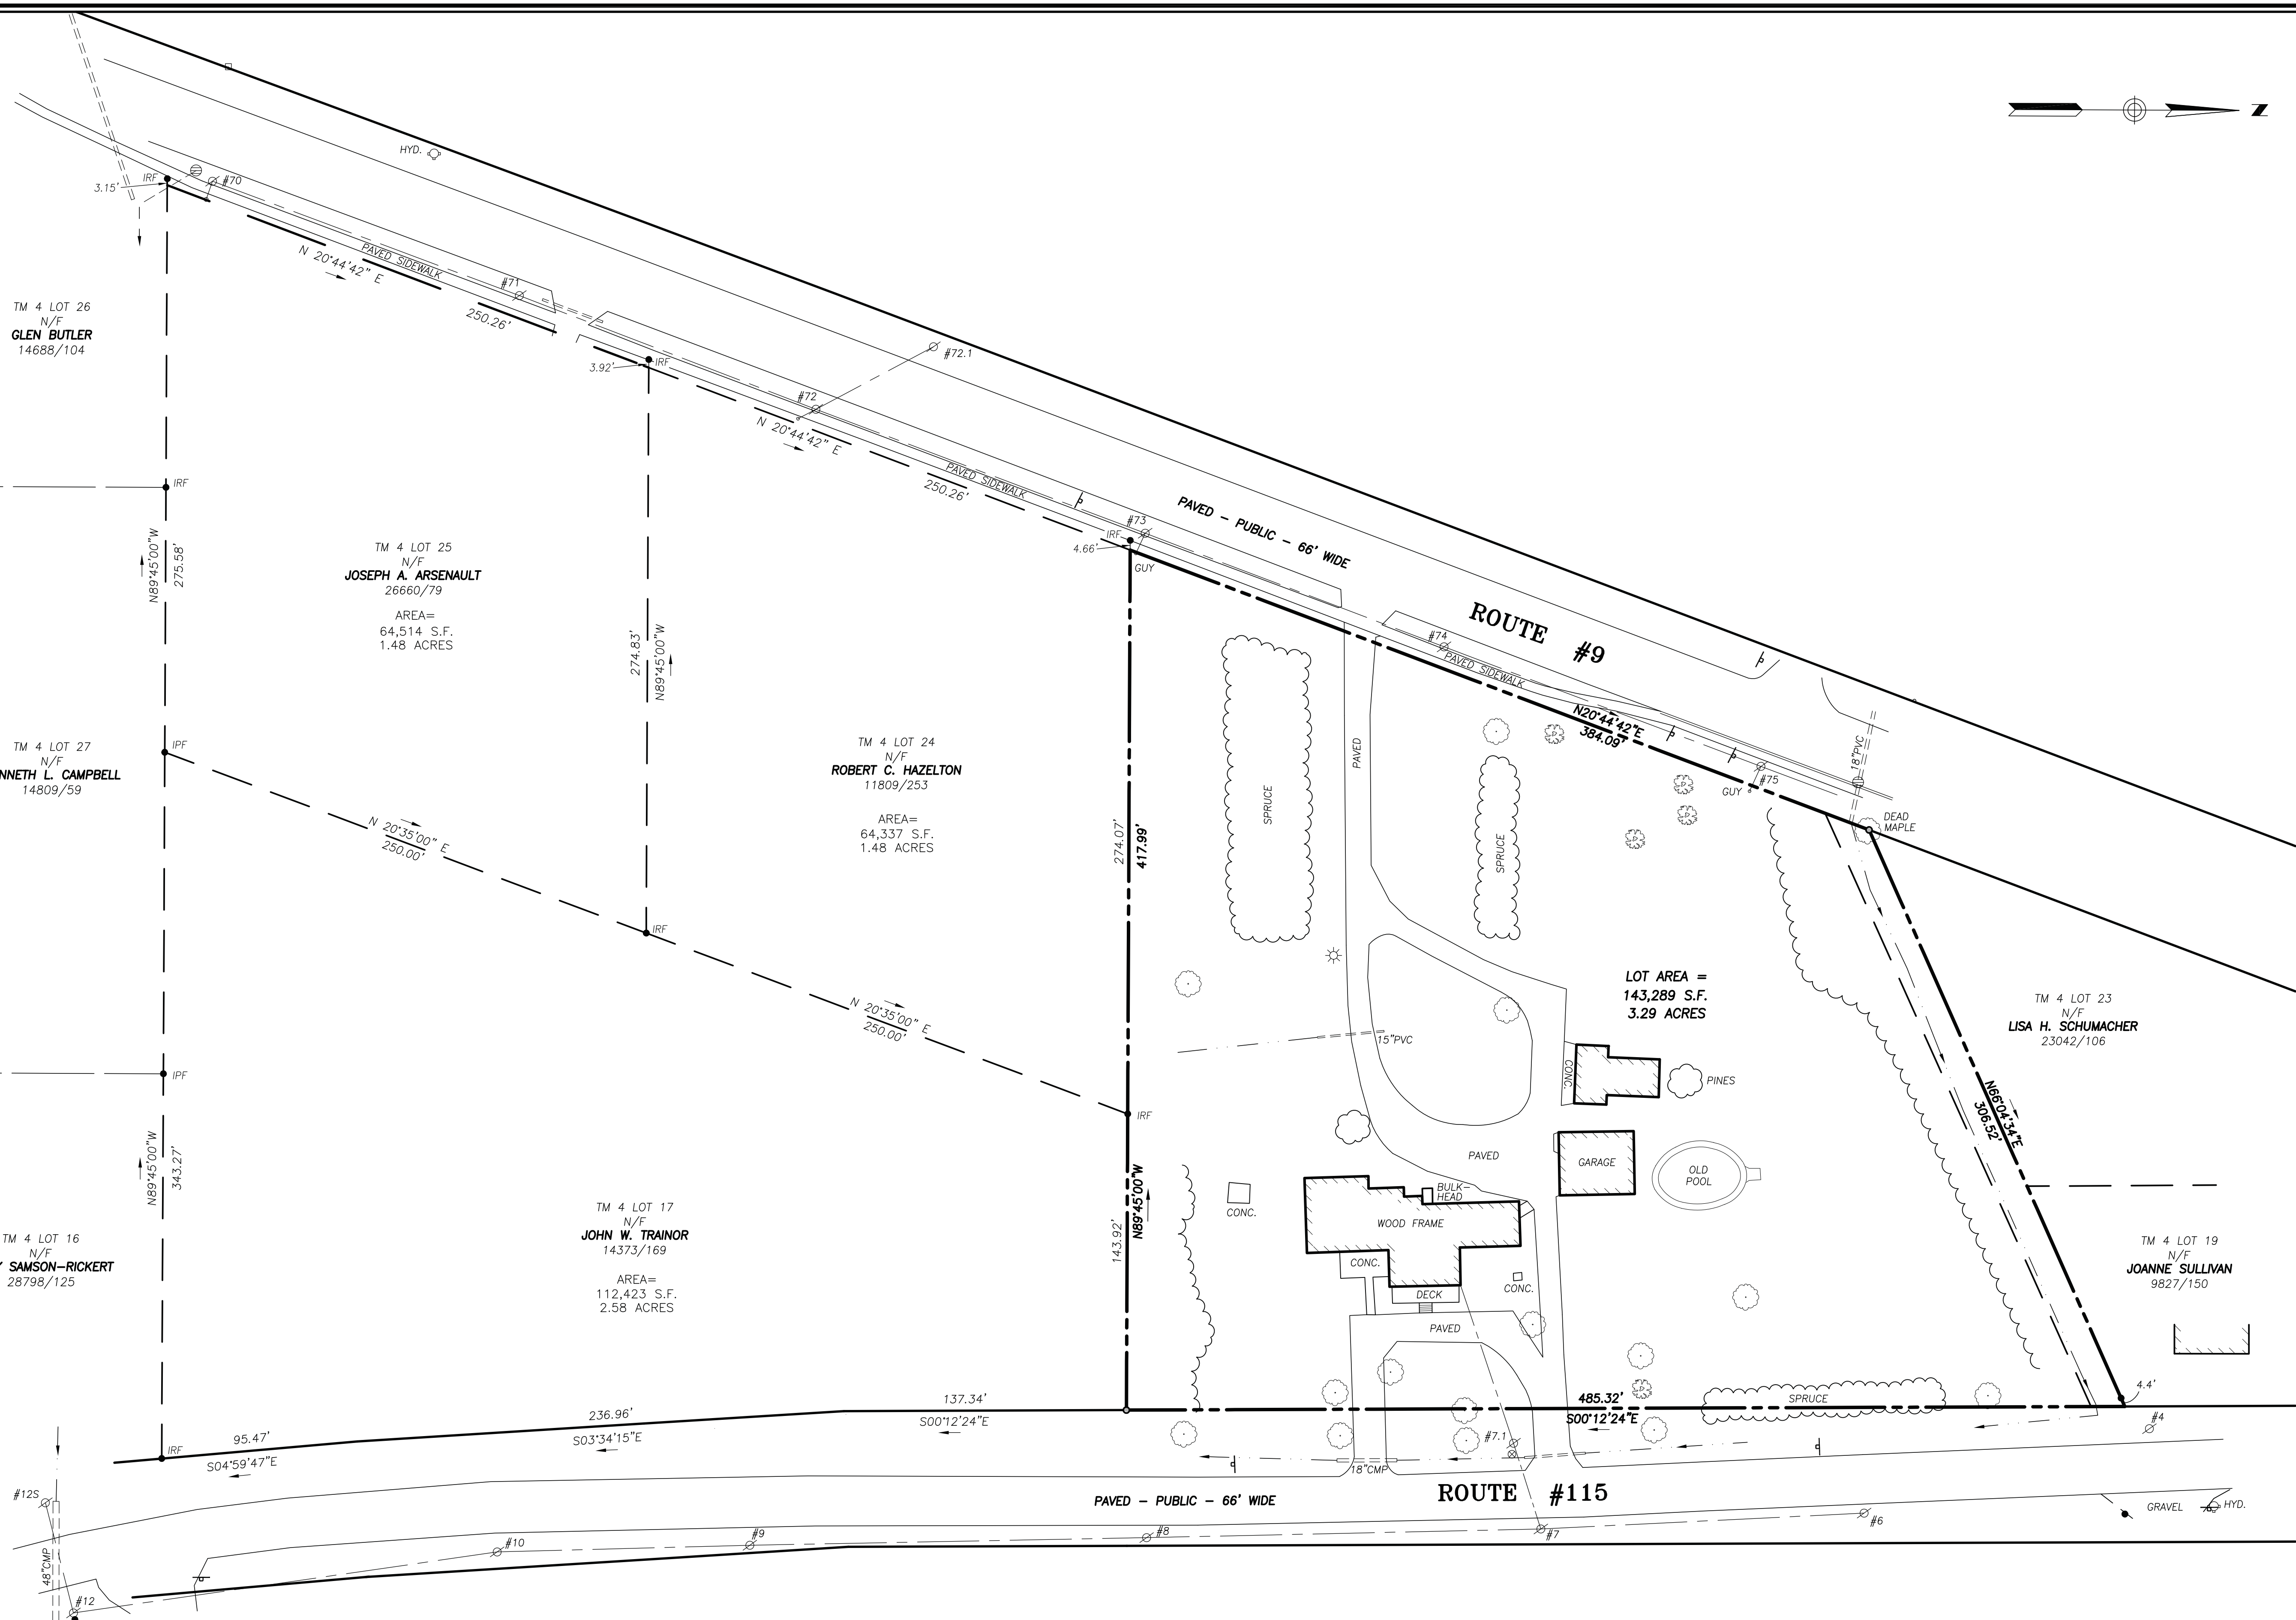 N
HYD.
IRF
3.15'
#70
PAVED SIDEWALK
N 20°44'42" E
#71
250.26'
TM 4 LOT 26
N/F
GLEN BUTLER
14688/104
3.92'
IRF
#72.1
#72
N 20°44'42" E
PAVED SIDEWALK
250.26'
IRF
#73
IRF
4.66'
GUY
PAVED - PUBLIC - 66' WIDE
ROUTE #9
#74
PAVED SIDEWALK
N89°45'00"W
275.58'
TM 4 LOT 25
N/F
JOSEPH A. ARSENAULT
26660/79
AREA=
64,514 S.F.
1.48 ACRES
274.83'
N89°45'00"W
N20°44'42"E
384.09'
PAVED
18"PVC
#75
GUY
DEAD
MAPLE
SPRUCE
SPRUCE
TM 4 LOT 27
N/F
NNETH L. CAMPBELL
14809/59
IPF
TM 4 LOT 24
N/F
ROBERT C. HAZELTON
11809/253
AREA=
64,337 S.F.
1.48 ACRES
N 20°35'00" E
250.00'
274.07'
417.99'
IRF
LOT AREA =
143,289 S.F.
3.29 ACRES
TM 4 LOT 23
N/F
LISA H. SCHUMACHER
23042/106
N 20°35'00" E
250.00'
15"PVC
CONC.
PINES
IPF
IRF
N66°04'34"E
306.52'
N89°45'00"W
343.27'
PAVED
GARAGE
OLD
POOL
N89°45'00"W
143.92'
BULK-
HEAD
CONC.
WOOD FRAME
TM 4 LOT 17
N/F
JOHN W. TRAINOR
14373/169
AREA=
112,423 S.F.
2.58 ACRES
TM 4 LOT 16
N/F
SAMSON-RICKERT
28798/125
TM 4 LOT 19
N/F
JOANNE SULLIVAN
9827/150
CONC.
CONC.
DECK
PAVED
4.4'
137.34'
S00°12'24"E
485.32'
S00°12'24"E
SPRUCE
236.96'
S03°34'15"E
95.47'
S04°59'47"E
IRF
#4
#7.1
18"CMP
#12S
PAVED - PUBLIC - 66' WIDE
ROUTE #115
GRAVEL
HYD.
#6
#7
#8
#9
#10
48"CMP
#12